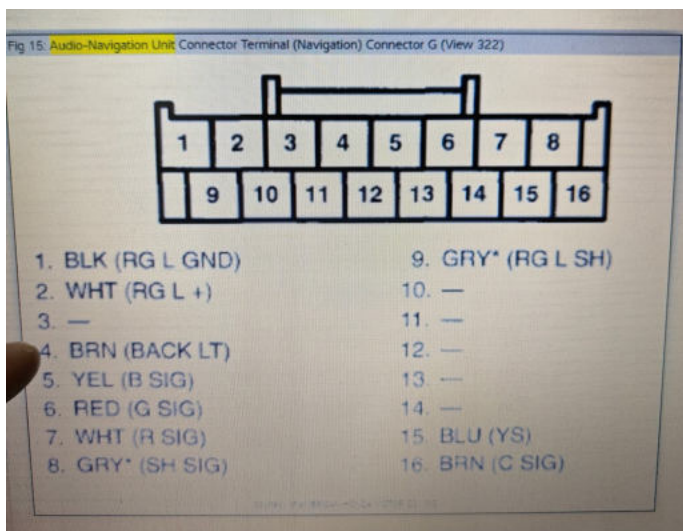 Fig 15: Audio-Navigation Unit Connector Terminal (Navigation) Connector G (View 322)
1 2 3 4 5 6 7 8
9 10 11 12 13 14 15 16
1. BLK (RG L GND)
2. WHT (RG L +)
3. —
4. BRN (BACK LT)
5. YEL (B SIG)
6. RED (G SIG)
7. WHT (R SIG)
8. GRY* (SH SIG)
9. GRY* (RG L SH)
10. —
11. —
12. —
13. —
14. —
15. BLU (YS)
16. BRN (C SIG)